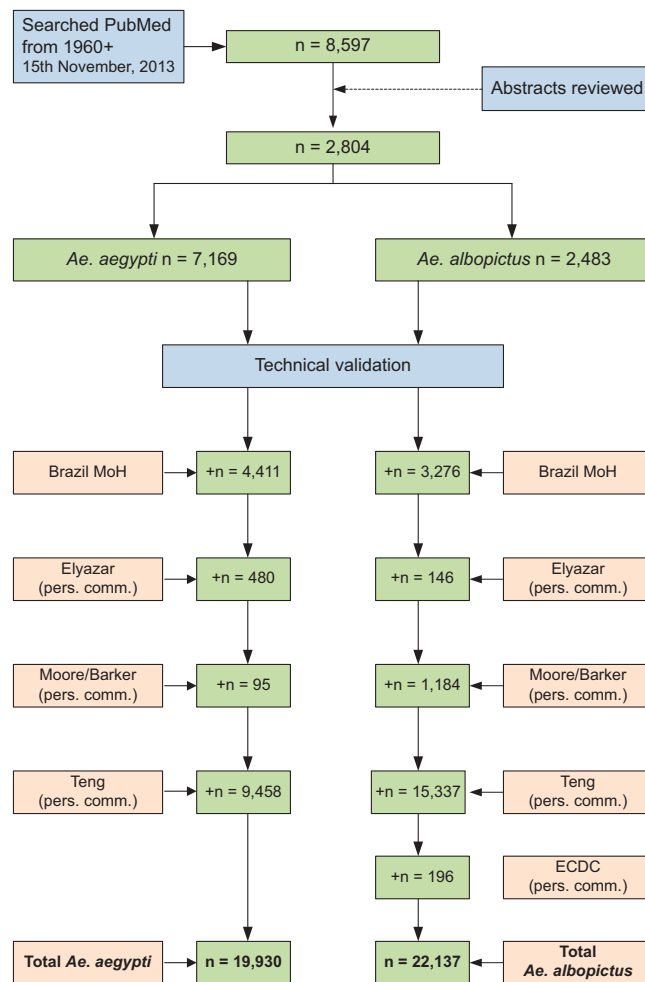 Searched PubMed
from 1960+
15th November, 2013
n = 8,597
Abstracts reviewed
n = 2,804
Ae. aegypti n = 7,169
Ae. albopictus n = 2,483
Technical validation
Brazil MoH
+n = 4,411
+n = 3,276
Brazil MoH
Elyazar
(pers. comm.)
+n = 480
+n = 146
Elyazar
(pers. comm.)
Moore/Barker
(pers. comm.)
+n = 95
+n = 1,184
Moore/Barker
(pers. comm.)
Teng
(pers. comm.)
+n = 9,458
+n = 15,337
Teng
(pers. comm.)
+n = 196
ECDC
(pers. comm.)
Total Ae. aegypti
n = 19,930
n = 22,137
Total
Ae. albopictus